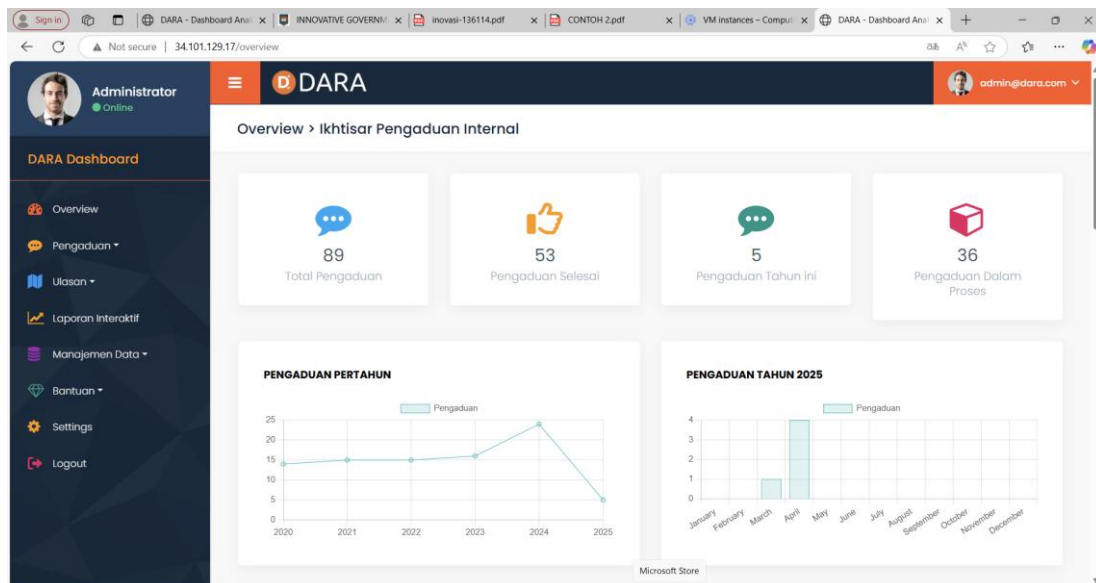 Sign in
DARA - Dashboard Anal
INNOVATIVE GOVERNM
inovasi-136114.pdf
CONTOH 2.pdf
VM instances – Comput
DARA - Dashboard Anal
Not secure | 34.101.129.17/overview
Administrator
Online
DARA
admin@dara.com
Overview > Ikhtisar Pengaduan Internal
DARA Dashboard
Overview
Pengaduan
Ulasan
Laporan Interaktif
Manajemen Data
Bantuan
Settings
Logout
89
Total Pengaduan
53
Pengaduan Selesai
5
Pengaduan Tahun ini
36
Pengaduan Dalam
Proses
PENGADUAN PERTAHUN
Pengaduan
25
20
15
10
5
0
2020 2021 2022 2023 2024 2025
PENGADUAN TAHUN 2025
Pengaduan
4
3
2
1
0
January February March April May June July August September October November December
Microsoft Store